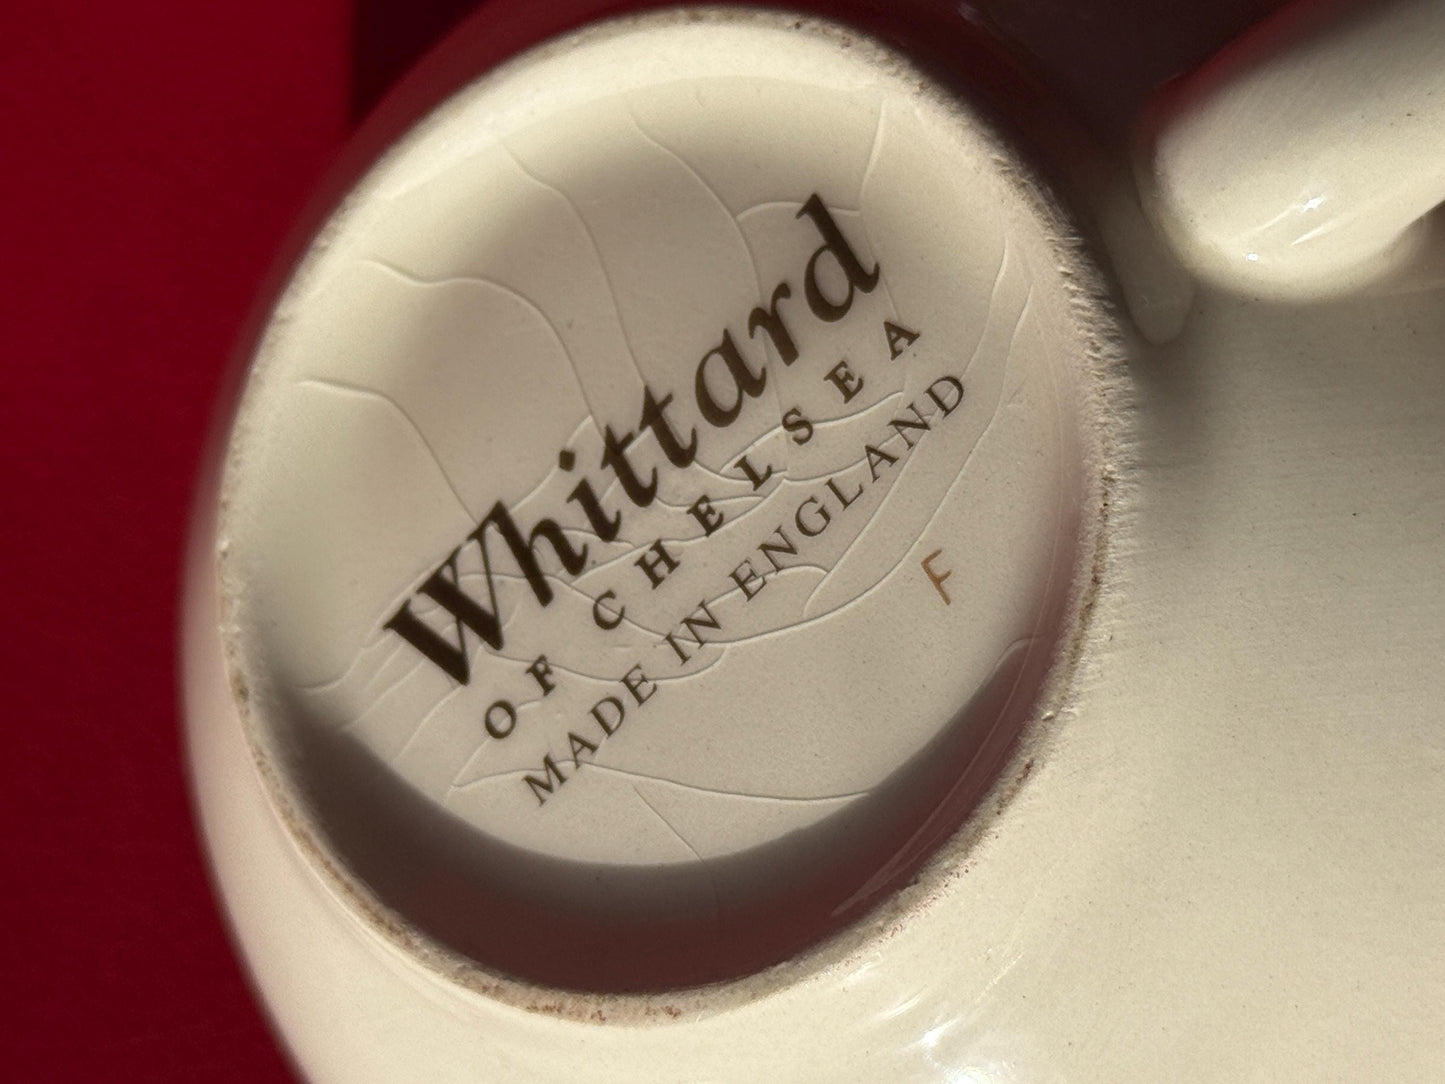 Whittard
OF CHELSEA
MADE IN ENGLAND
F